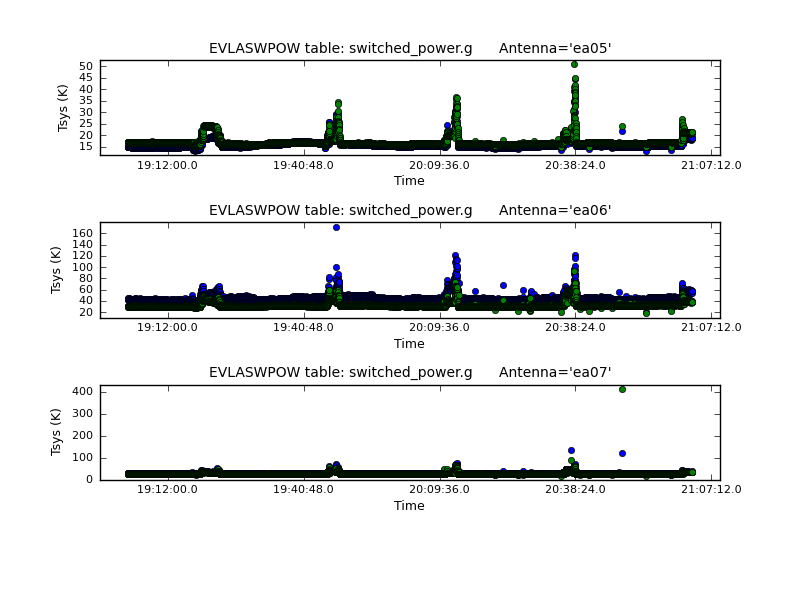 EVLASWPOW table: switched_power.g Antenna='ea05'
Tsys (K)
50
45
40
35
30
25
20
15
19:12:00.0 19:40:48.0 20:09:36.0 20:38:24.0 21:07:12.0
Time
EVLASWPOW table: switched_power.g Antenna='ea06'
Tsys (K)
160
140
120
100
80
60
40
20
19:12:00.0 19:40:48.0 20:09:36.0 20:38:24.0 21:07:12.0
Time
EVLASWPOW table: switched_power.g Antenna='ea07'
Tsys (K)
400
300
200
100
0
19:12:00.0 19:40:48.0 20:09:36.0 20:38:24.0 21:07:12.0
Time